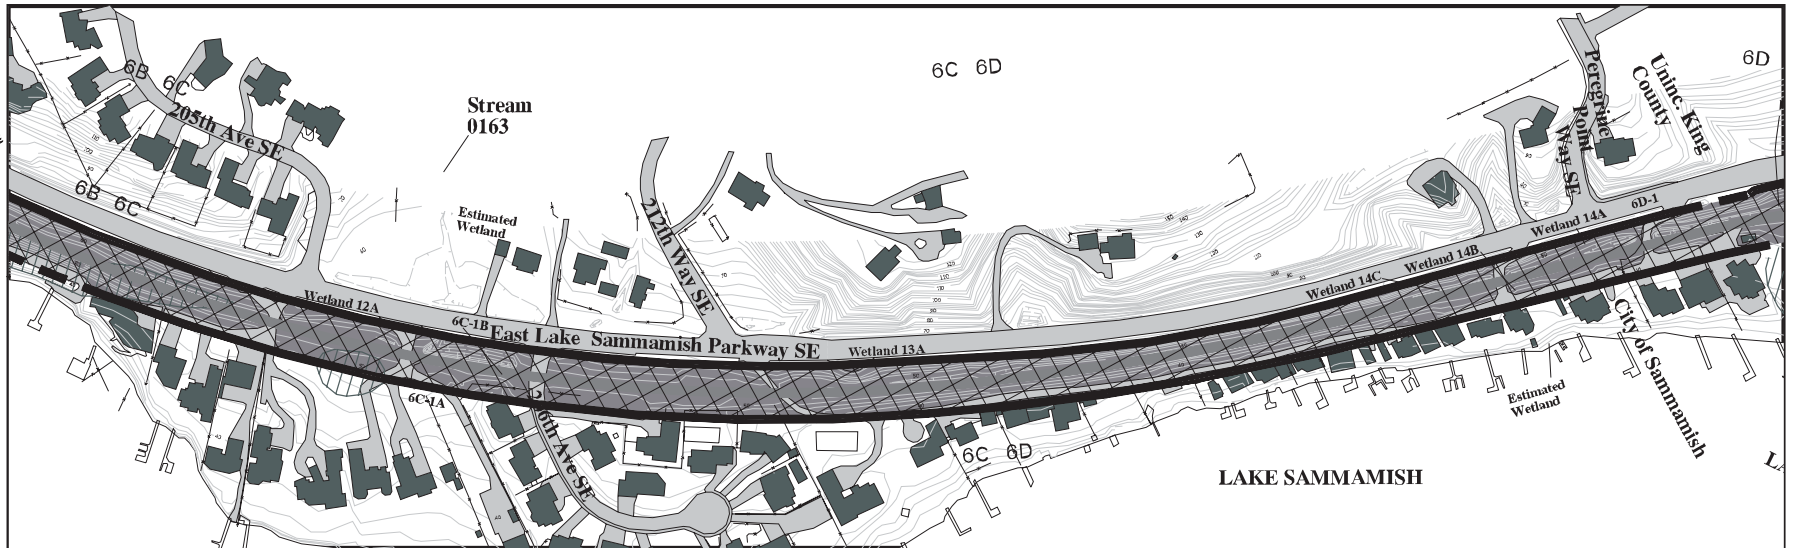 6B
6C
205th Ave SE
6B
6C
Stream
0163
6C 6D
6D
Uninc. King
County
Peregrine
Point
Way SE
Estimated
Wetland
212th Way SE
Wetland 12A
6C-1B
East Lake Sammamish Parkway SE
Wetland 13A
Wetland 14C
Wetland 14B
Wetland 14A
6D-1
6C-1A
6th Ave SE
6C 6D
Estimated
Wetland
City of Sammamish
LAKE SAMMAMISH